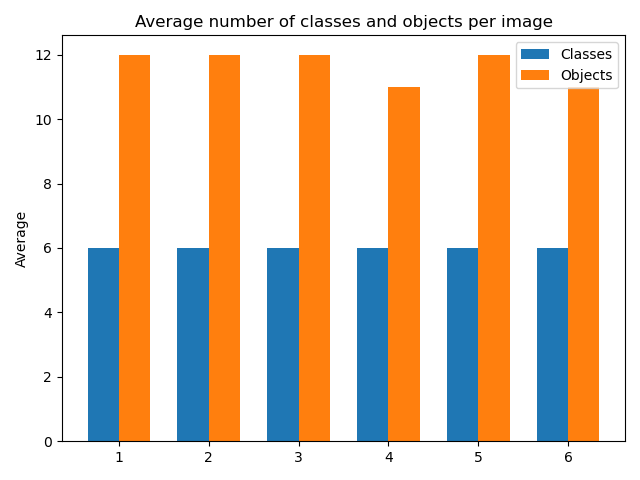 Average number of classes and objects per image
Classes
Objects
Average
12
10
8
6
4
2
0
1 2 3 4 5 6